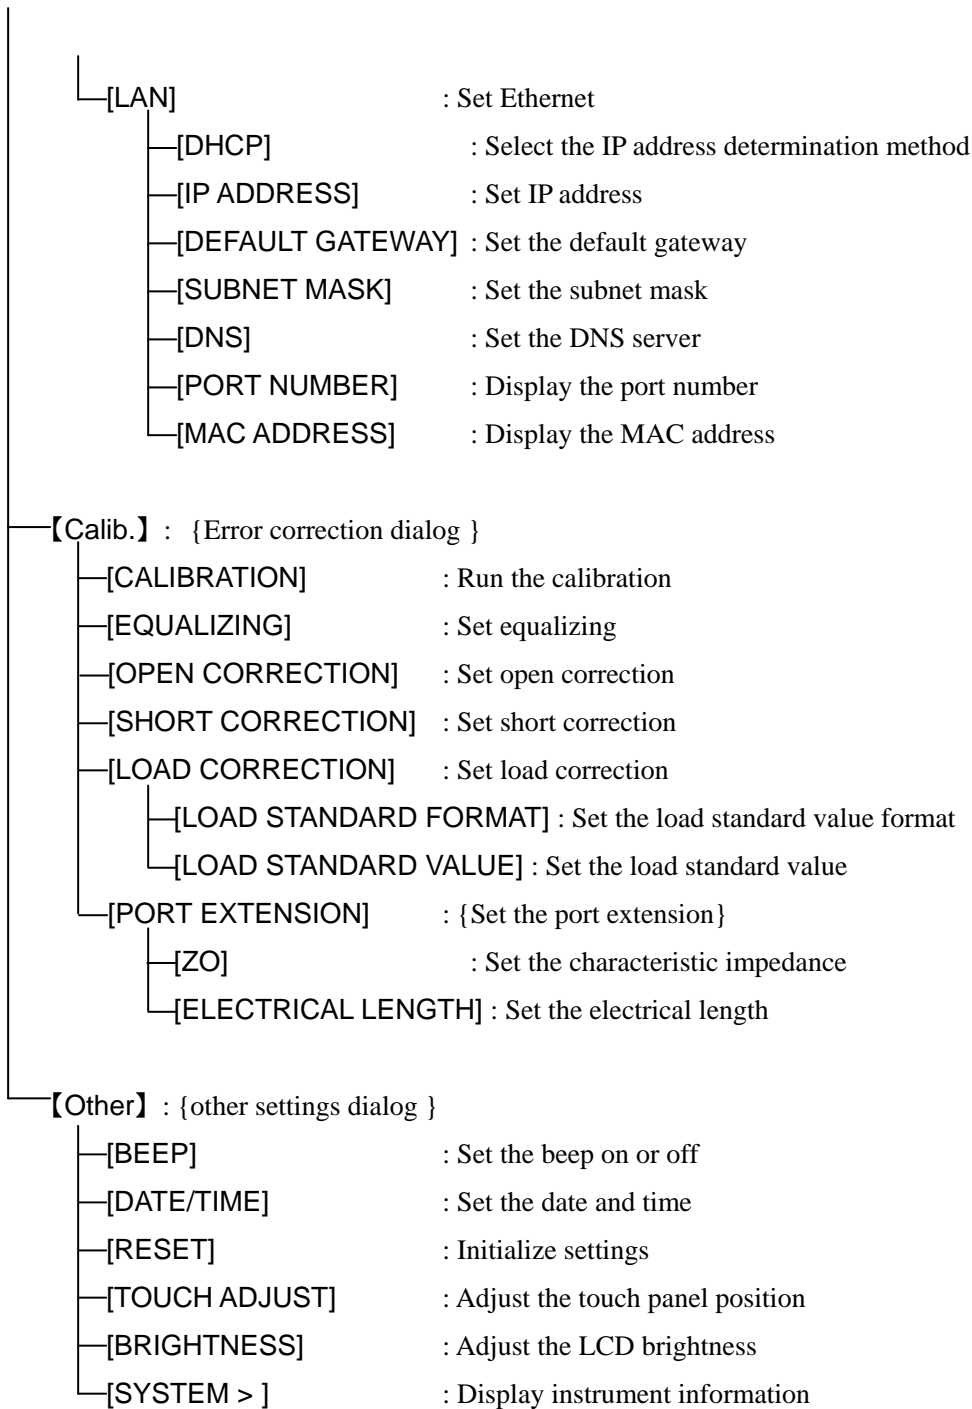 [LAN] : Set Ethernet
[DHCP] : Select the IP address determination method
[IP ADDRESS] : Set IP address
[DEFAULT GATEWAY] : Set the default gateway
[SUBNET MASK] : Set the subnet mask
[DNS] : Set the DNS server
[PORT NUMBER] : Display the port number
[MAC ADDRESS] : Display the MAC address
【Calib.】 : {Error correction dialog }
[CALIBRATION] : Run the calibration
[EQUALIZING] : Set equalizing
[OPEN CORRECTION] : Set open correction
[SHORT CORRECTION] : Set short correction
[LOAD CORRECTION] : Set load correction
[LOAD STANDARD FORMAT] : Set the load standard value format
[LOAD STANDARD VALUE] : Set the load standard value
[PORT EXTENSION] : {Set the port extension}
[ZO] : Set the characteristic impedance
[ELECTRICAL LENGTH] : Set the electrical length
【Other】 : {other settings dialog }
[BEEP] : Set the beep on or off
[DATE/TIME] : Set the date and time
[RESET] : Initialize settings
[TOUCH ADJUST] : Adjust the touch panel position
[BRIGHTNESS] : Adjust the LCD brightness
[SYSTEM > ] : Display instrument information